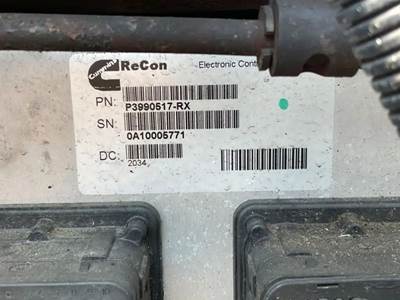 Cummins ReCon Electronic Contr
PN:
P3990517-RX
SN:
0A10005771
DC:
2034